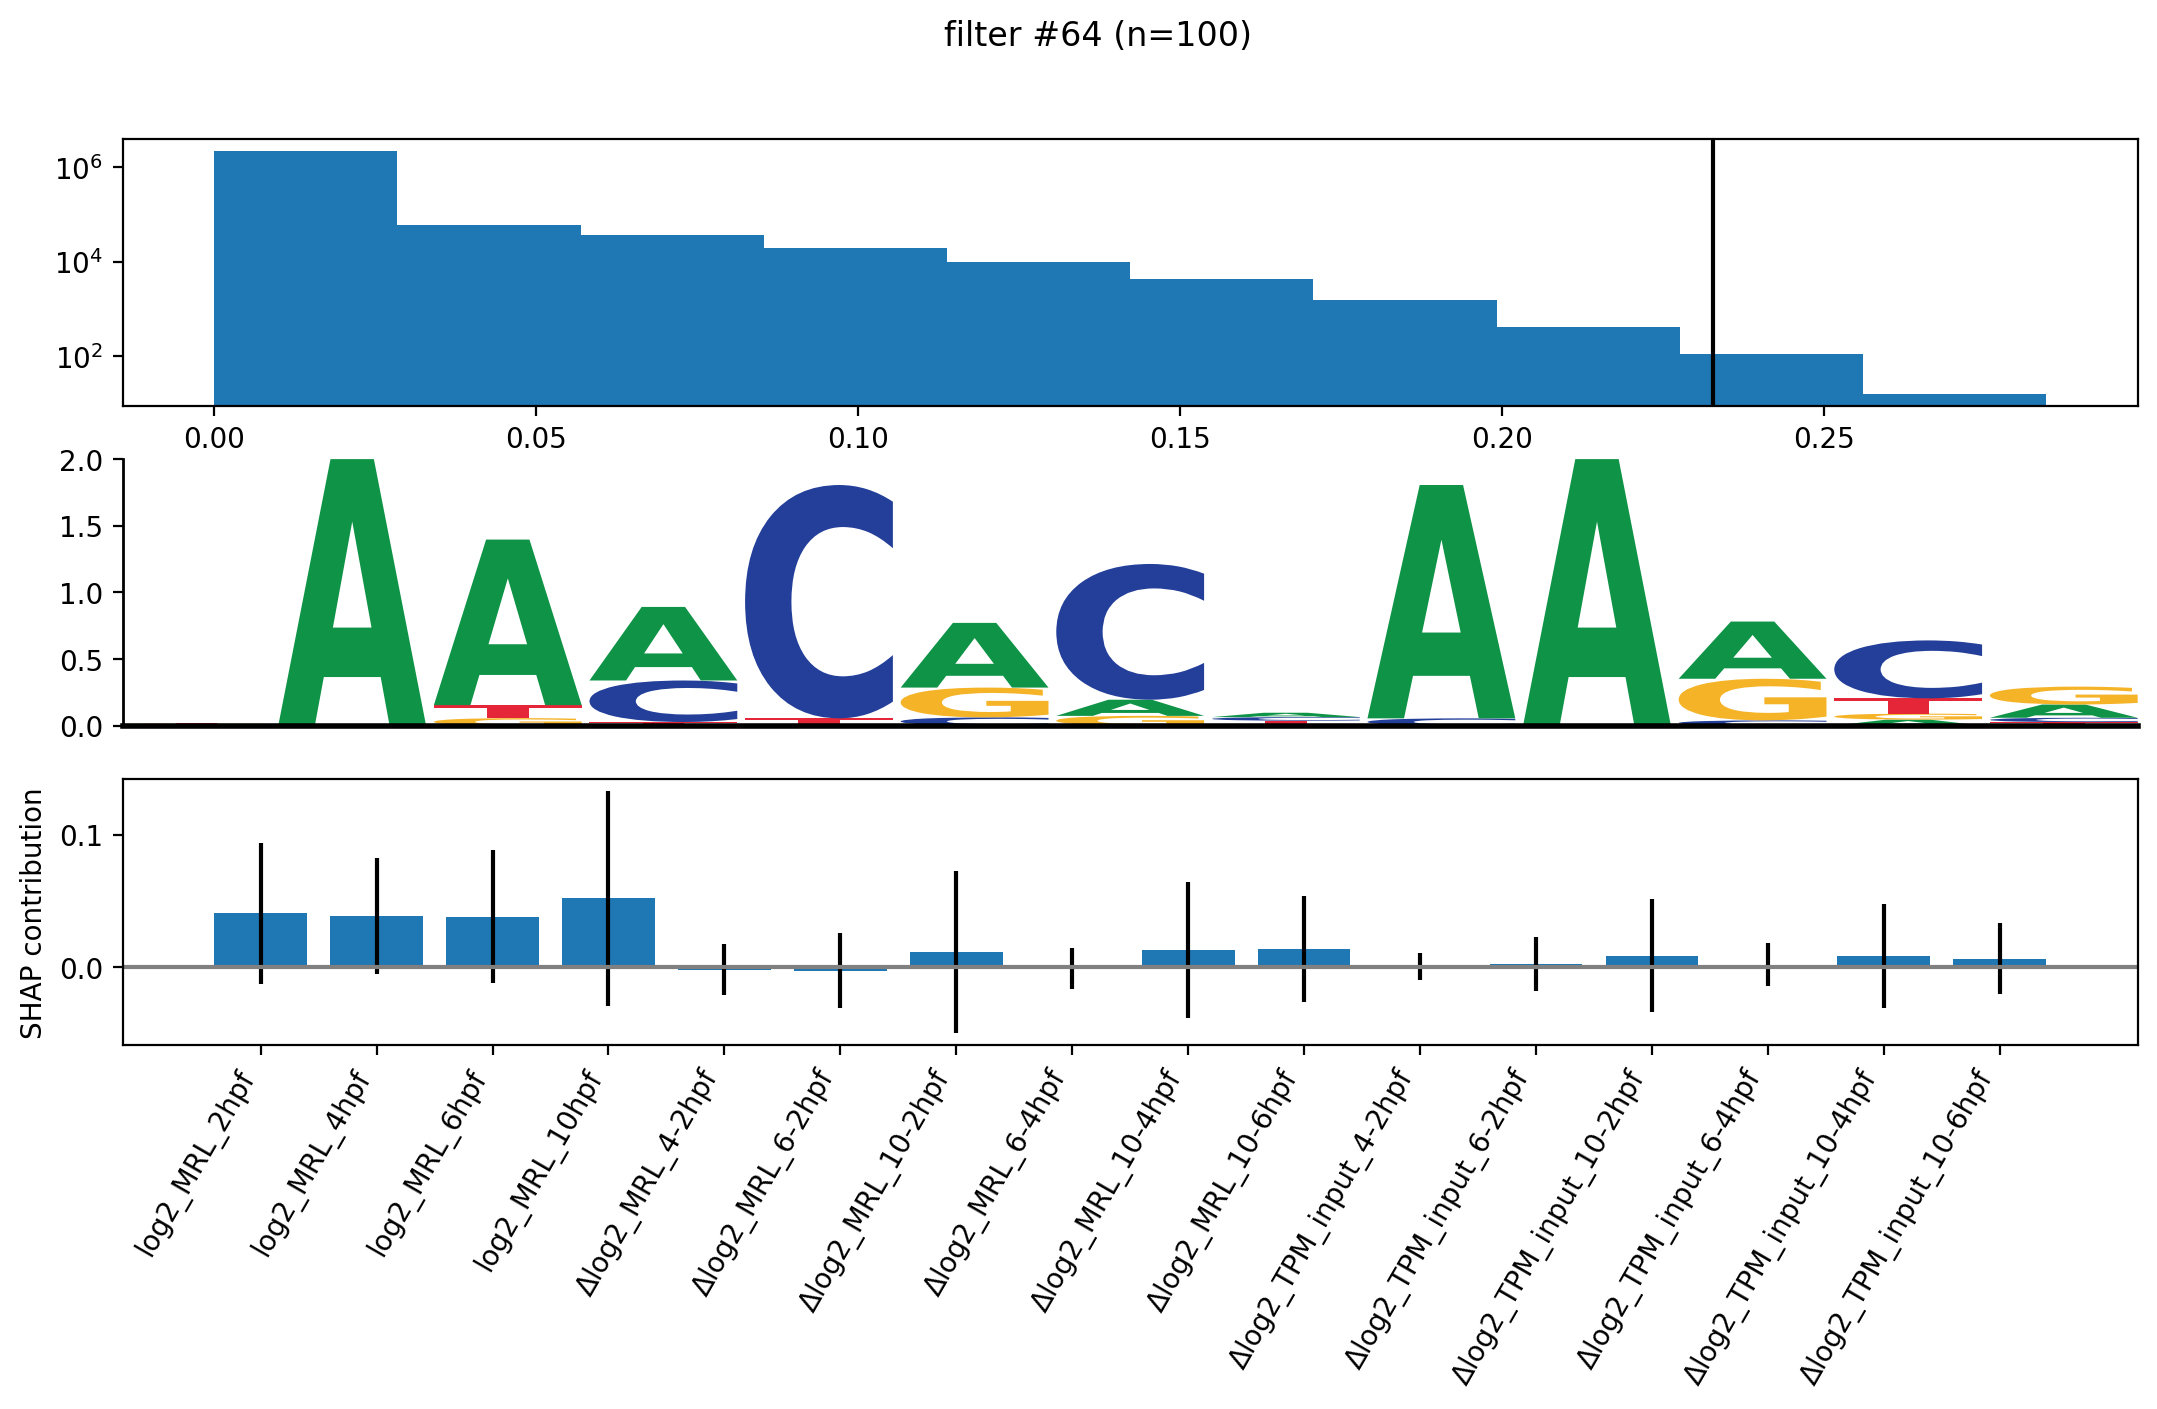 filter #64 (n=100)
10^6
10^4
10^2
0.00 0.05 0.10 0.15 0.20 0.25
2.0
1.5
1.0
0.5
0.0
A A T G A C T C T A G C C A G A C T A C A A G C C T G A G A C T
SHAP contribution
0.1
0.0
log2_MRL_2hpf
log2_MRL_4hpf
log2_MRL_6hpf
log2_MRL_10hpf
Δlog2_MRL_4-2hpf
Δlog2_MRL_6-2hpf
Δlog2_MRL_10-2hpf
Δlog2_MRL_6-4hpf
Δlog2_MRL_10-4hpf
Δlog2_MRL_10-6hpf
Δlog2_TPM_input_4-2hpf
Δlog2_TPM_input_6-2hpf
Δlog2_TPM_input_10-2hpf
Δlog2_TPM_input_6-4hpf
Δlog2_TPM_input_10-4hpf
Δlog2_TPM_input_10-6hpf